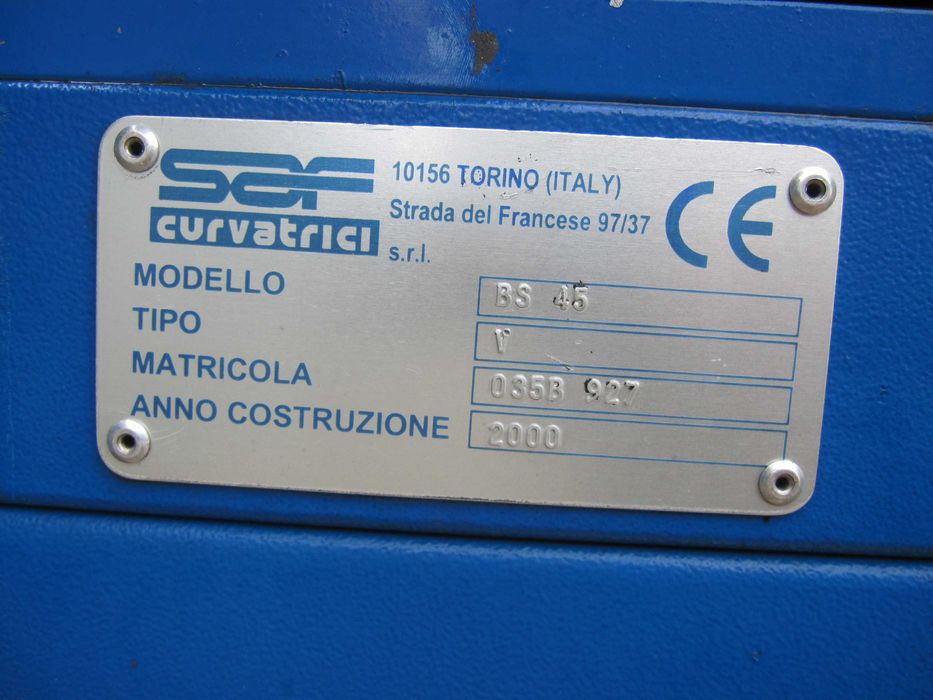 SAF
curvatrici
s.r.l.
10156 TORINO (ITALY)
Strada del Francese 97/37
CE
MODELLO BS 45
TIPO V
MATRICOLA 035B 927
ANNO COSTRUZIONE 2000